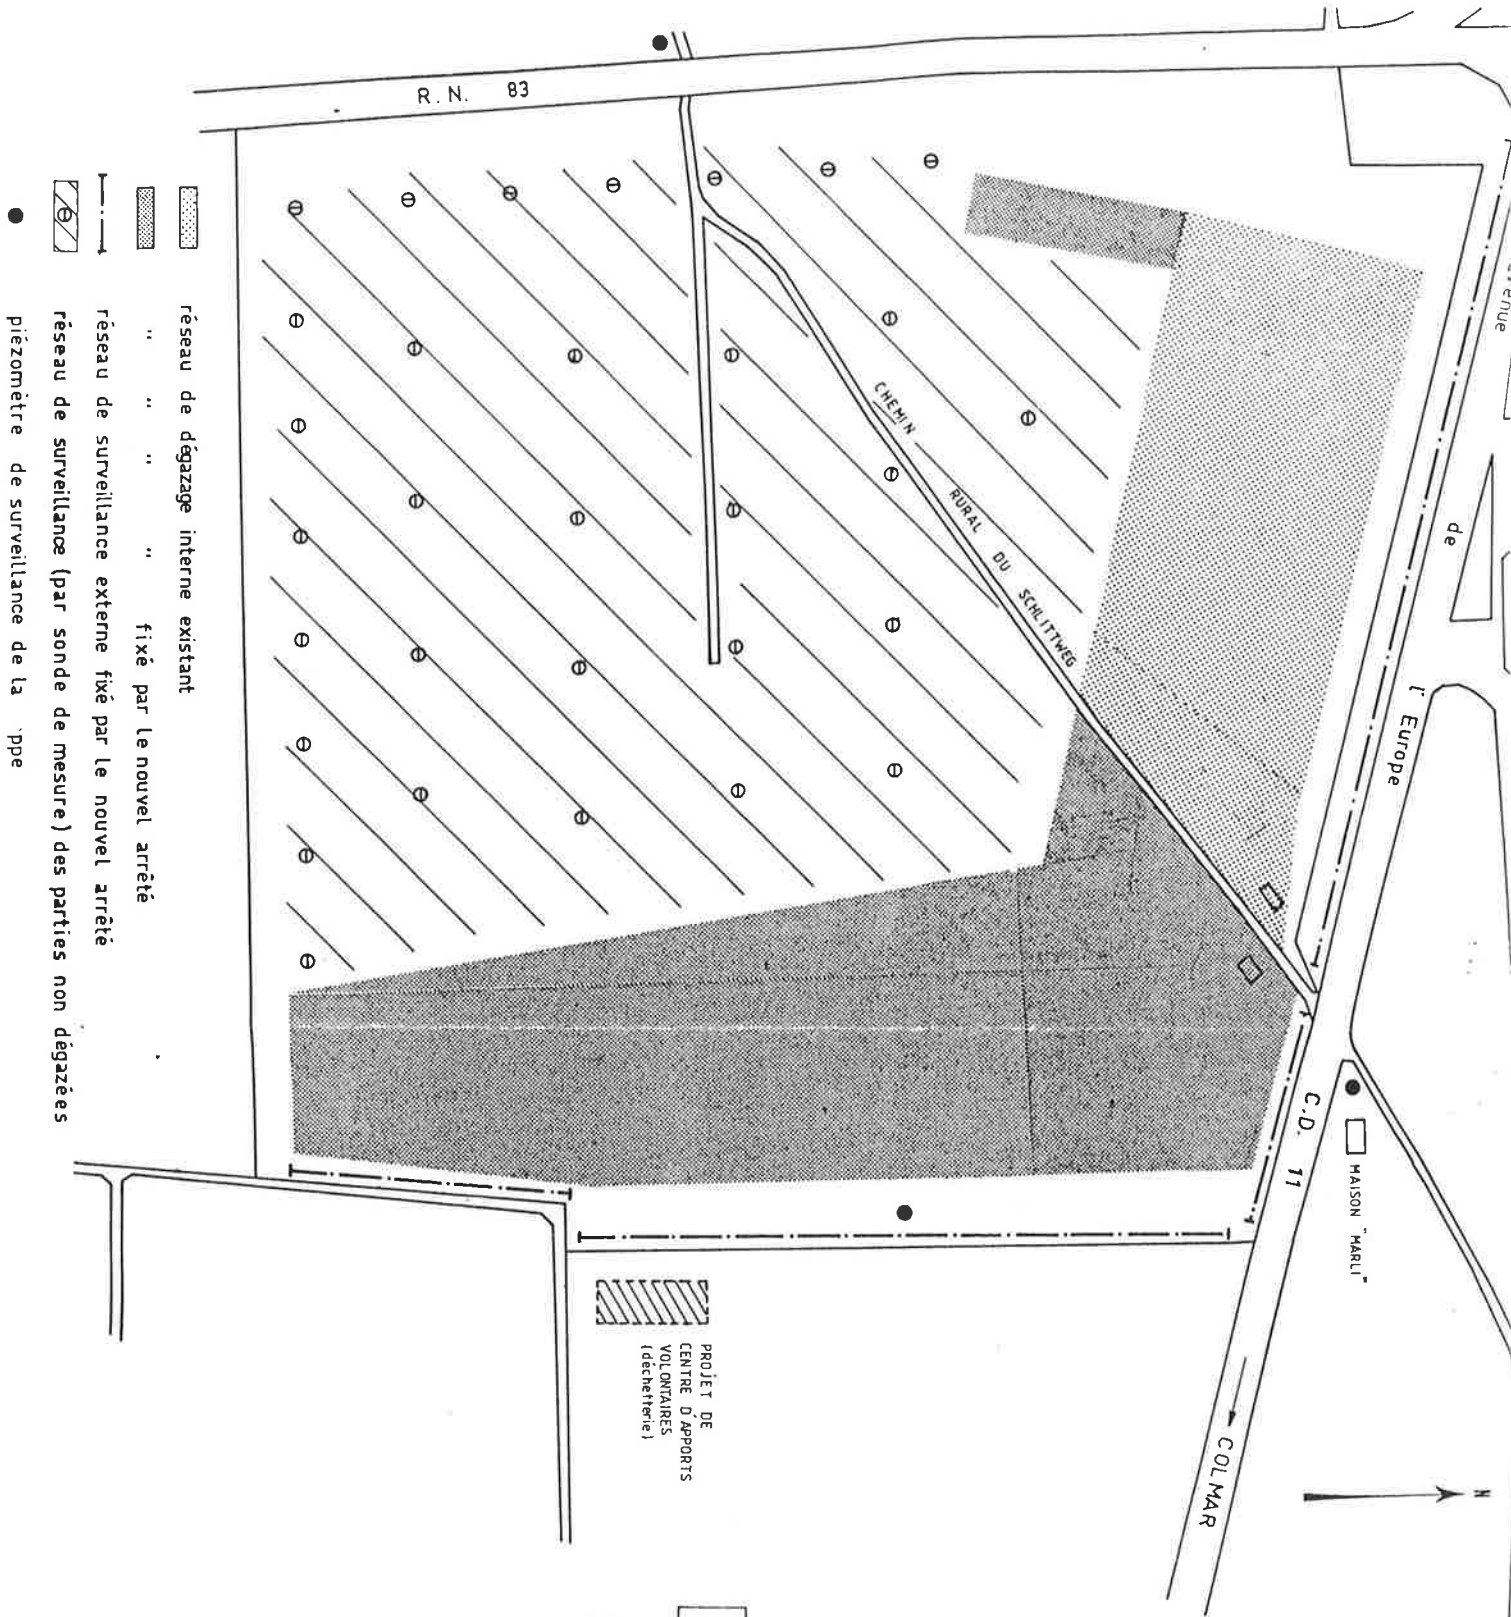 R.N. 83
Avenue
de
l'Europe
CHEMIN RURAL DU SCHLITTWEG
C.D. 11
MAISON "MARLI"
COLMAR
N
PROJET DE
CENTRE D'APPORTS
VOLONTAIRES
(déchetterie)
réseau de dégazage interne existant
" " " " fixé par le nouvel arrêté
réseau de surveillance externe fixé par le nouvel arrêté
réseau de surveillance (par sonde de mesure) des parties non dégazées
piézomètre de surveillance de la ppe